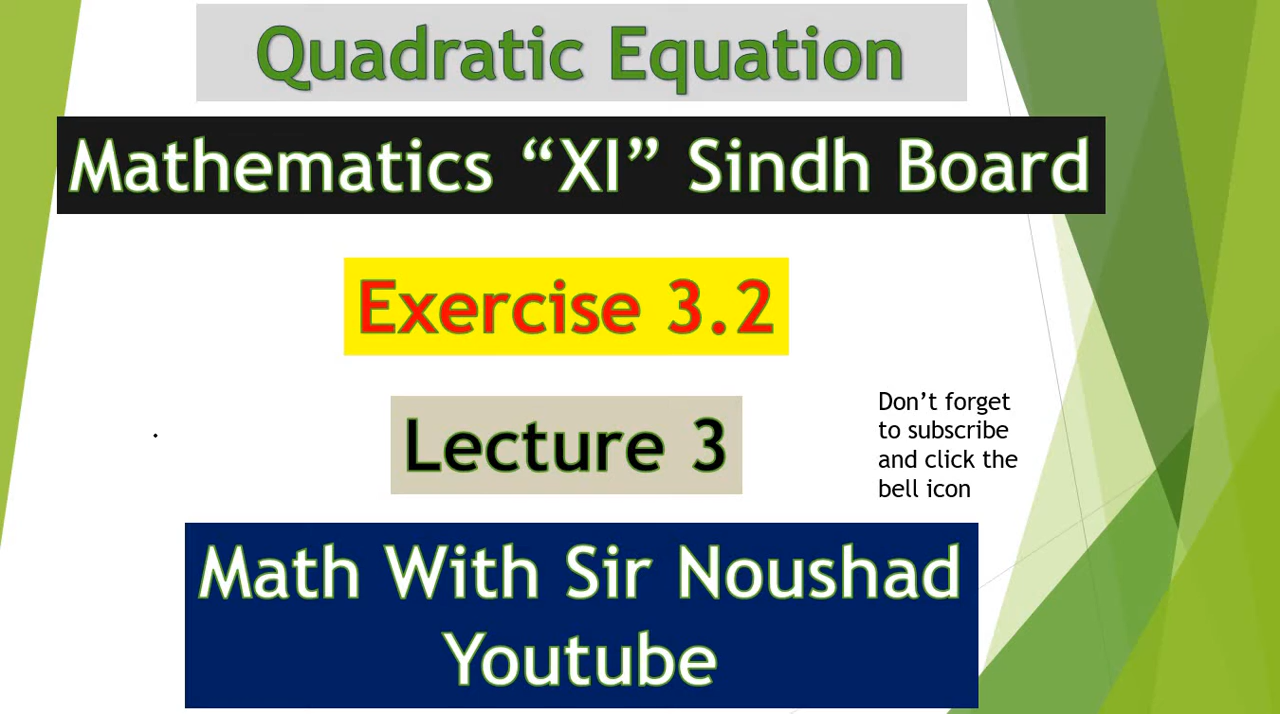 Quadratic Equation
Mathematics “XI” Sindh Board
Exercise 3.2
Lecture 3
Don’t forget
to subscribe
and click the
bell icon
Math With Sir Noushad
Youtube